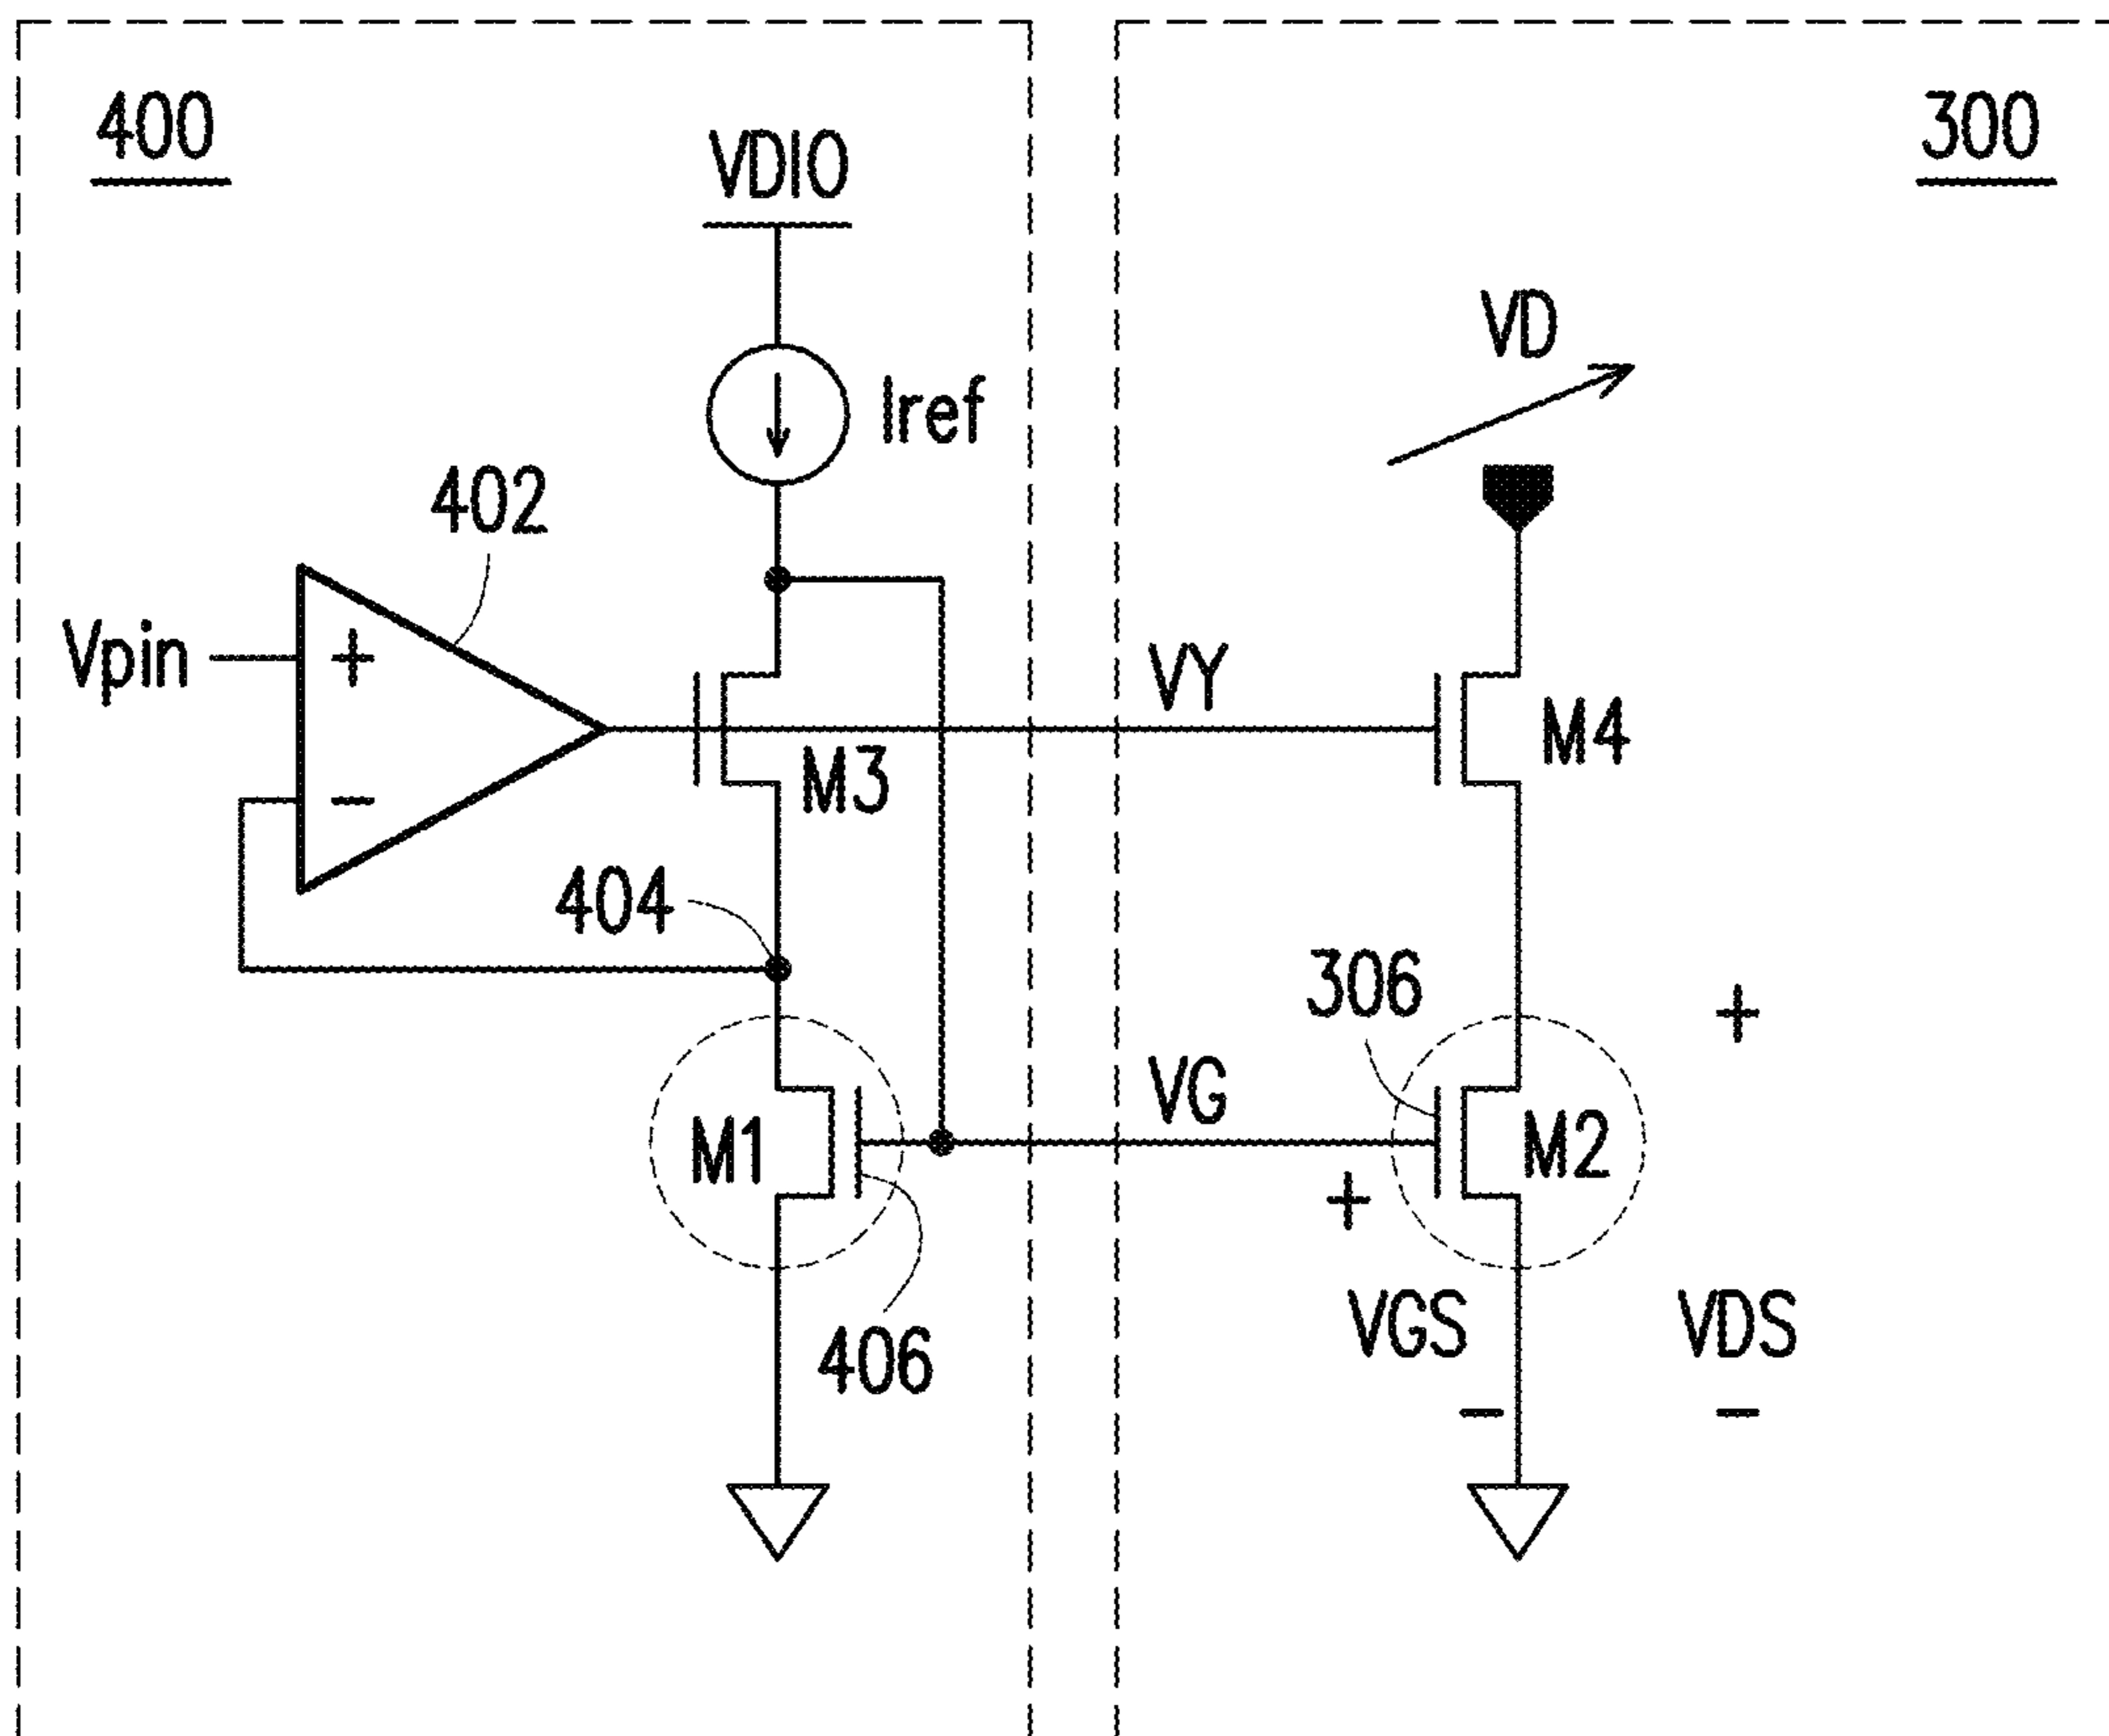 400
300
VDIO
VD
Iref
402
Vpin
+
VY
M4
M3
−
404
306
+
VG
M1
M2
+
406
VGS
VDS
−
−